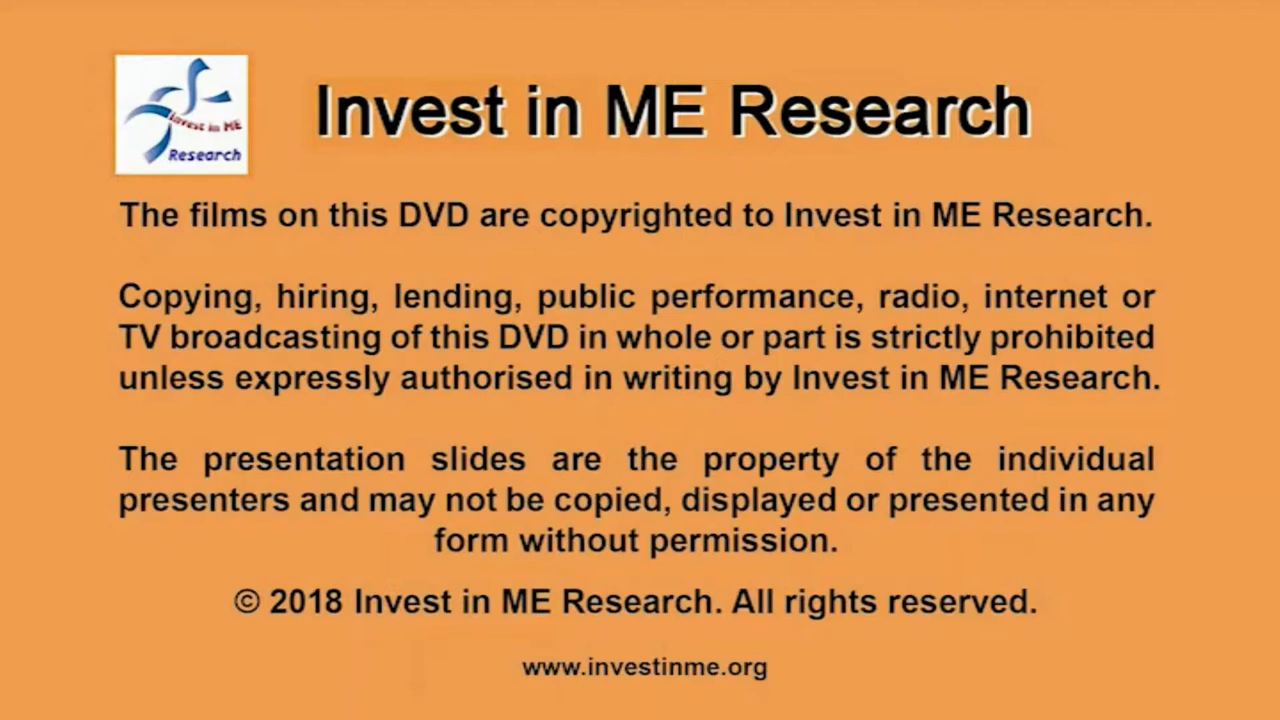 Invest in ME
Research
Invest in ME Research
The films on this DVD are copyrighted to Invest in ME Research.
Copying, hiring, lending, public performance, radio, internet or
TV broadcasting of this DVD in whole or part is strictly prohibited
unless expressly authorised in writing by Invest in ME Research.
The presentation slides are the property of the individual
presenters and may not be copied, displayed or presented in any
form without permission.
© 2018 Invest in ME Research. All rights reserved.
www.investinme.org